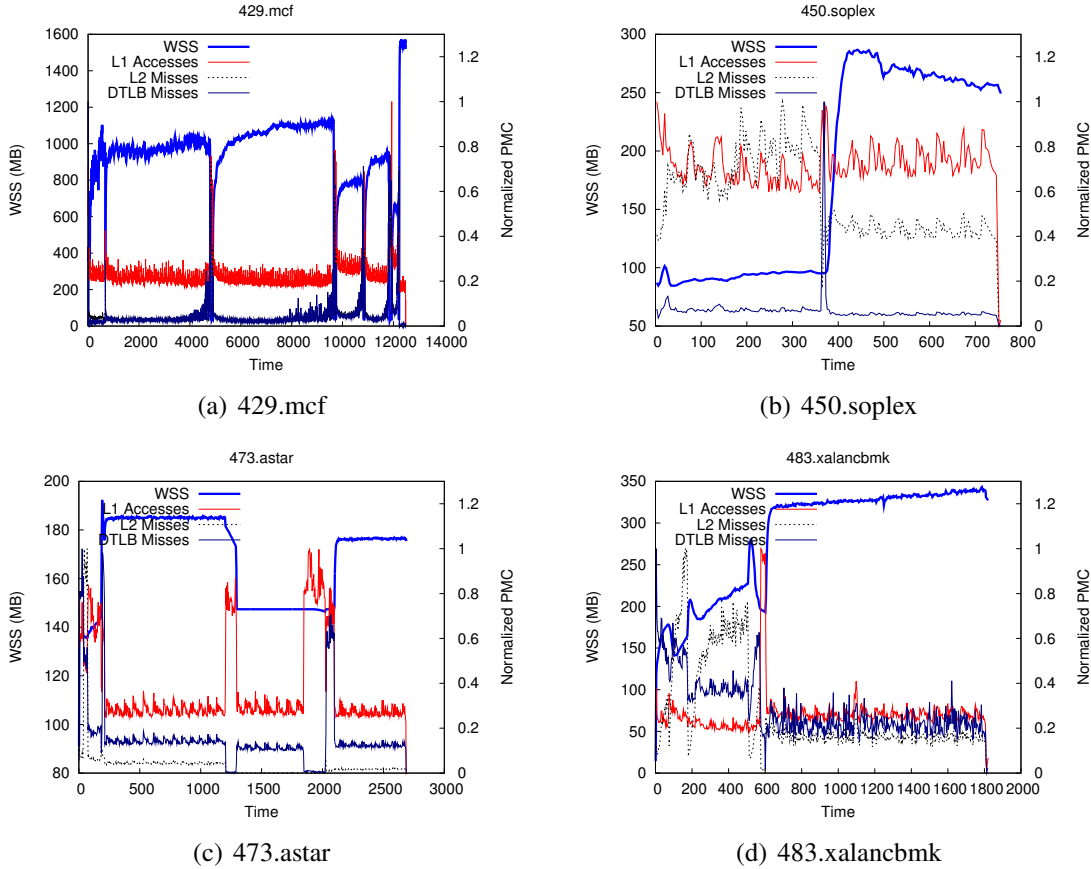 429.mcf
WSS
L1 Accesses
L2 Misses
DTLB Misses
WSS (MB)
1600
1400
1200
1000
800
600
400
200
0
0 2000 4000 6000 8000 10000 12000 14000
Time
1.2
1
0.8
0.6
0.4
0.2
0
Normalized PMC
(a) 429.mcf
450.soplex
WSS
L1 Accesses
L2 Misses
DTLB Misses
WSS (MB)
300
250
200
150
100
50
0 100 200 300 400 500 600 700 800
Time
1.2
1
0.8
0.6
0.4
0.2
0
Normalized PMC
(b) 450.soplex
473.astar
WSS
L1 Accesses
L2 Misses
DTLB Misses
WSS (MB)
200
180
160
140
120
100
80
0 500 1000 1500 2000 2500 3000
Time
1.2
1
0.8
0.6
0.4
0.2
0
Normalized PMC
(c) 473.astar
483.xalancbmk
WSS
L1 Accesses
L2 Misses
DTLB Misses
WSS (MB)
350
300
250
200
150
100
50
0
0 200 400 600 800 1000 1200 1400 1600 1800 2000
Time
1.2
1
0.8
0.6
0.4
0.2
0
Normalized PMC
(d) 483.xalancbmk